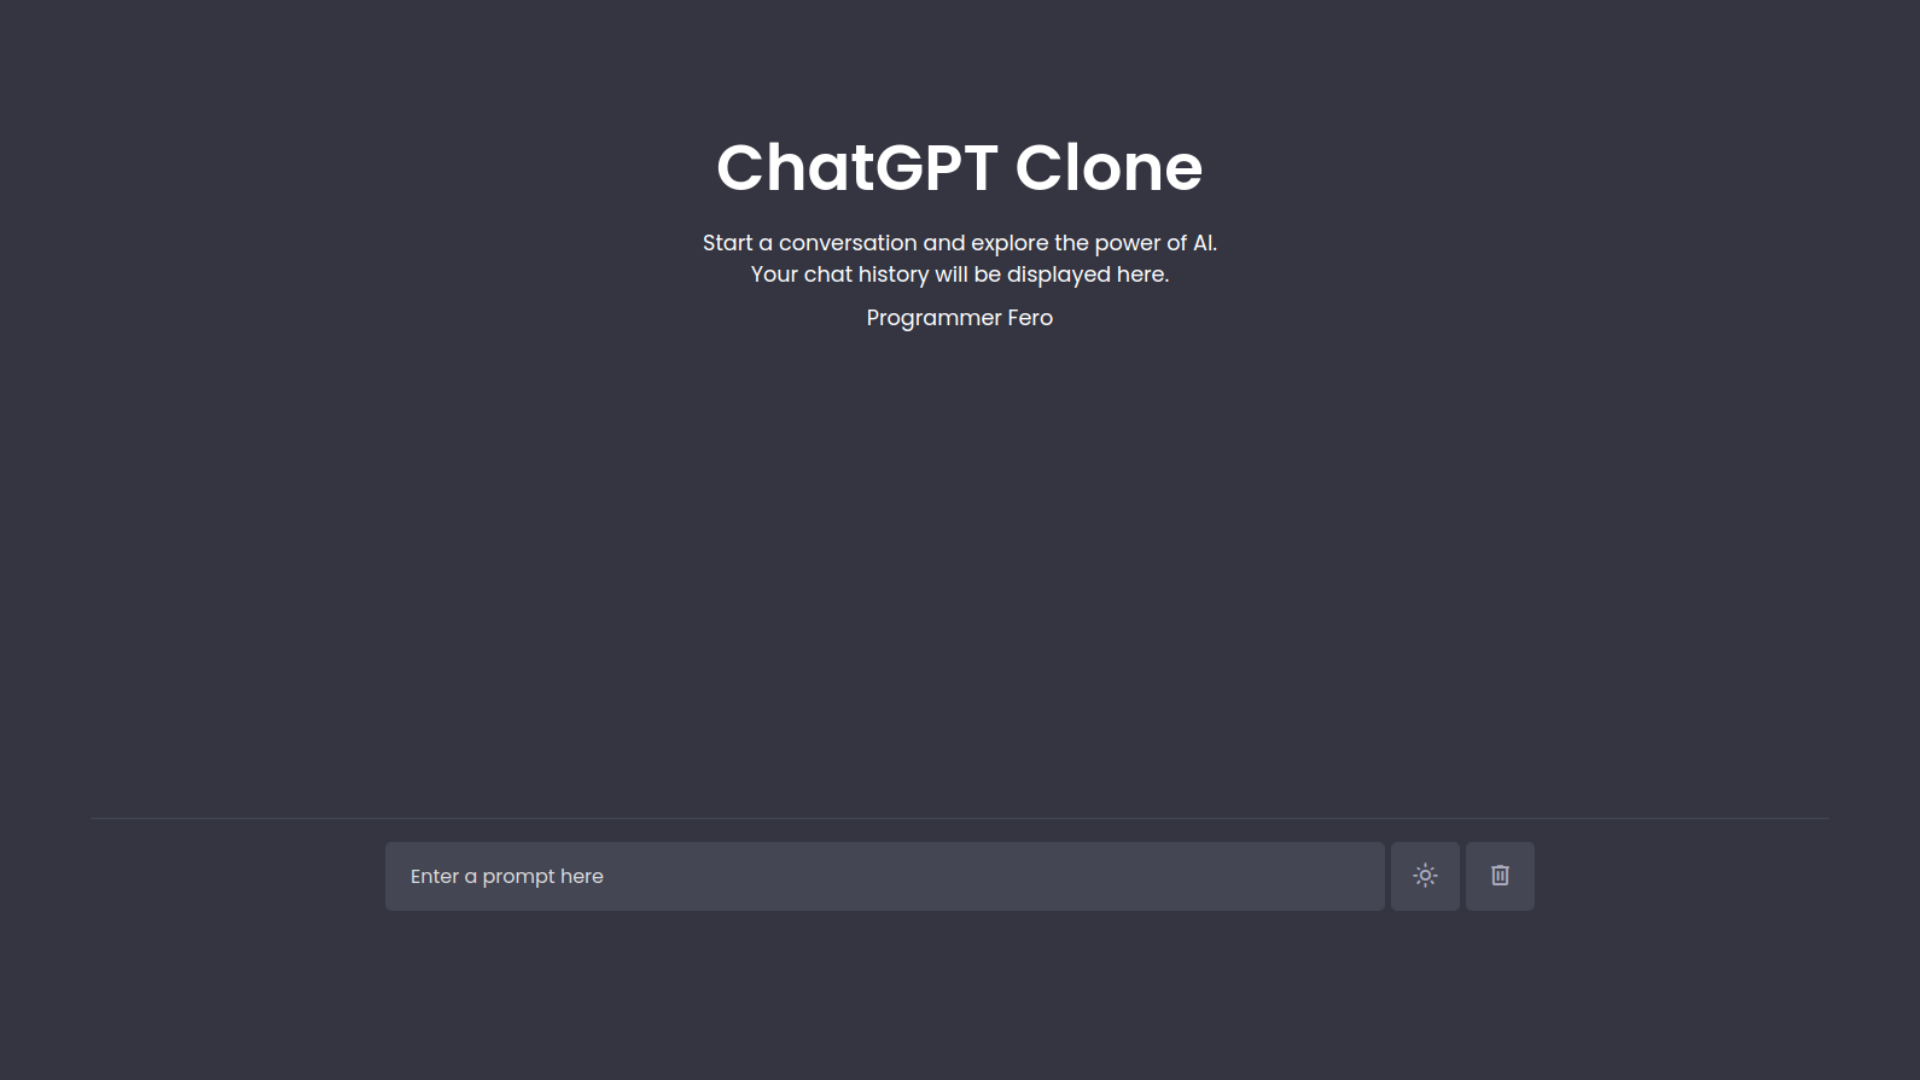 ChatGPT Clone
Start a conversation and explore the power of AI.
Your chat history will be displayed here.
Programmer Fero
Enter a prompt here